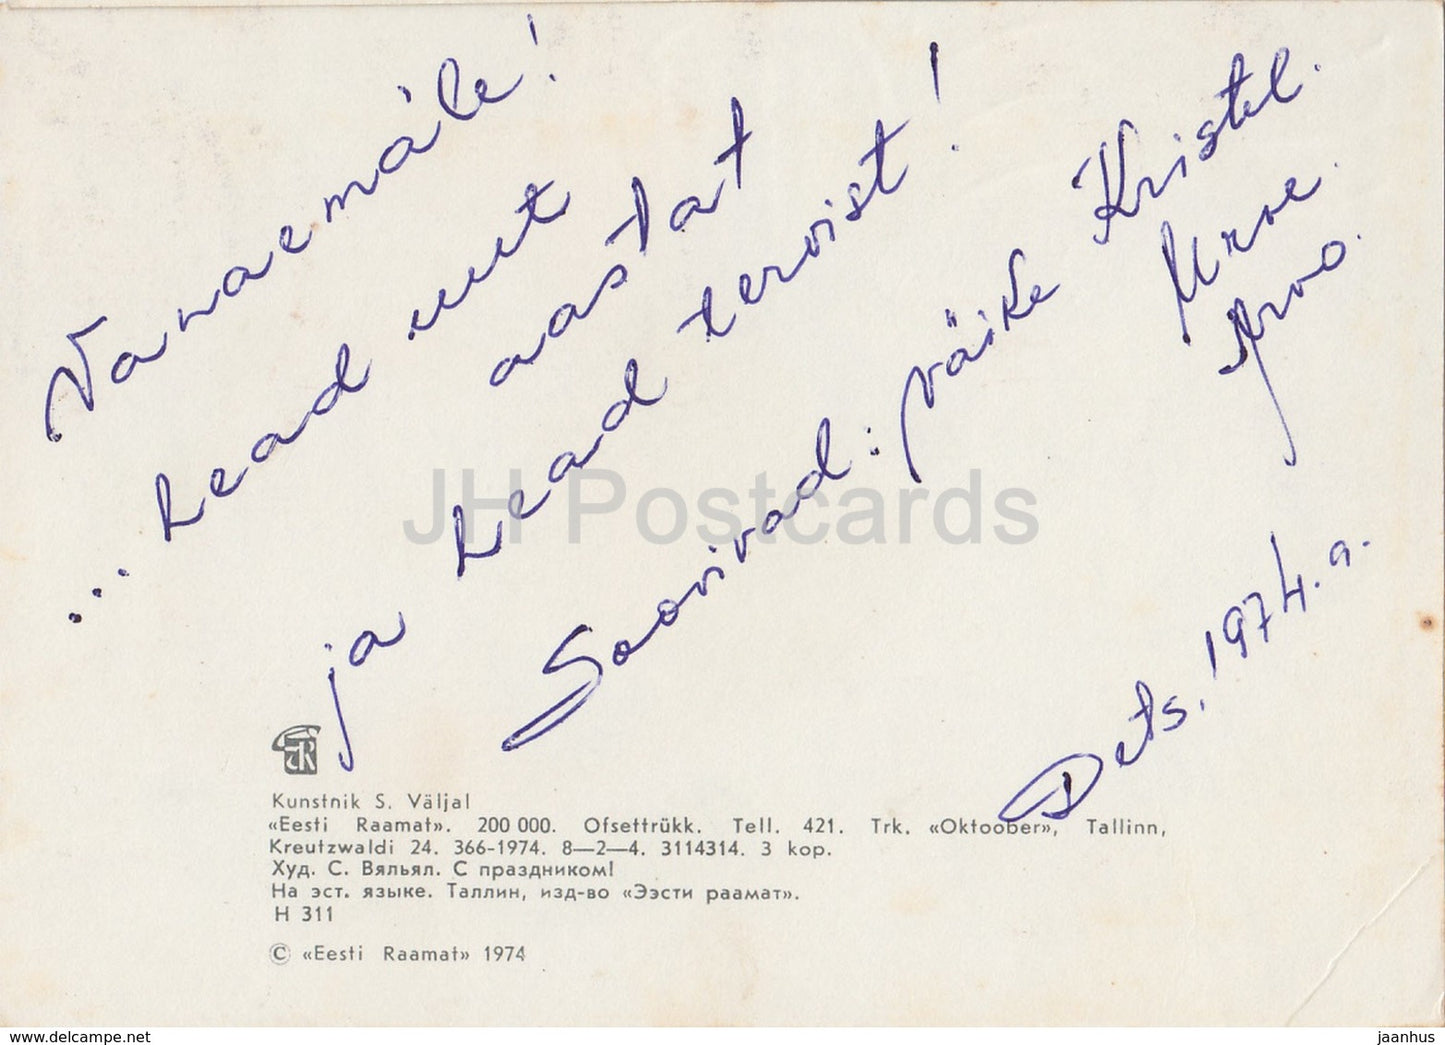 Vanaemåle!
... head uut
aastat
ja head tervist!
Soovivad: väike Kristel.
Urve.
Arvo.
Dets. 1974. a.
JH Postcards
Kunstnik S. Väljal
«Eesti Raamat». 200 000. Ofsettrükk. Tell. 421. Trk. «Oktoober», Tallinn,
Kreutzwaldi 24. 366-1974. 8—2—4. 3114314. 3 kop.
Худ. С. Вяльял. С праздником!
На эст. языке. Таллин, изд-во «Ээсти раамат».
Н 311
© «Eesti Raamat» 1974
www.delcampe.net
jaanhus